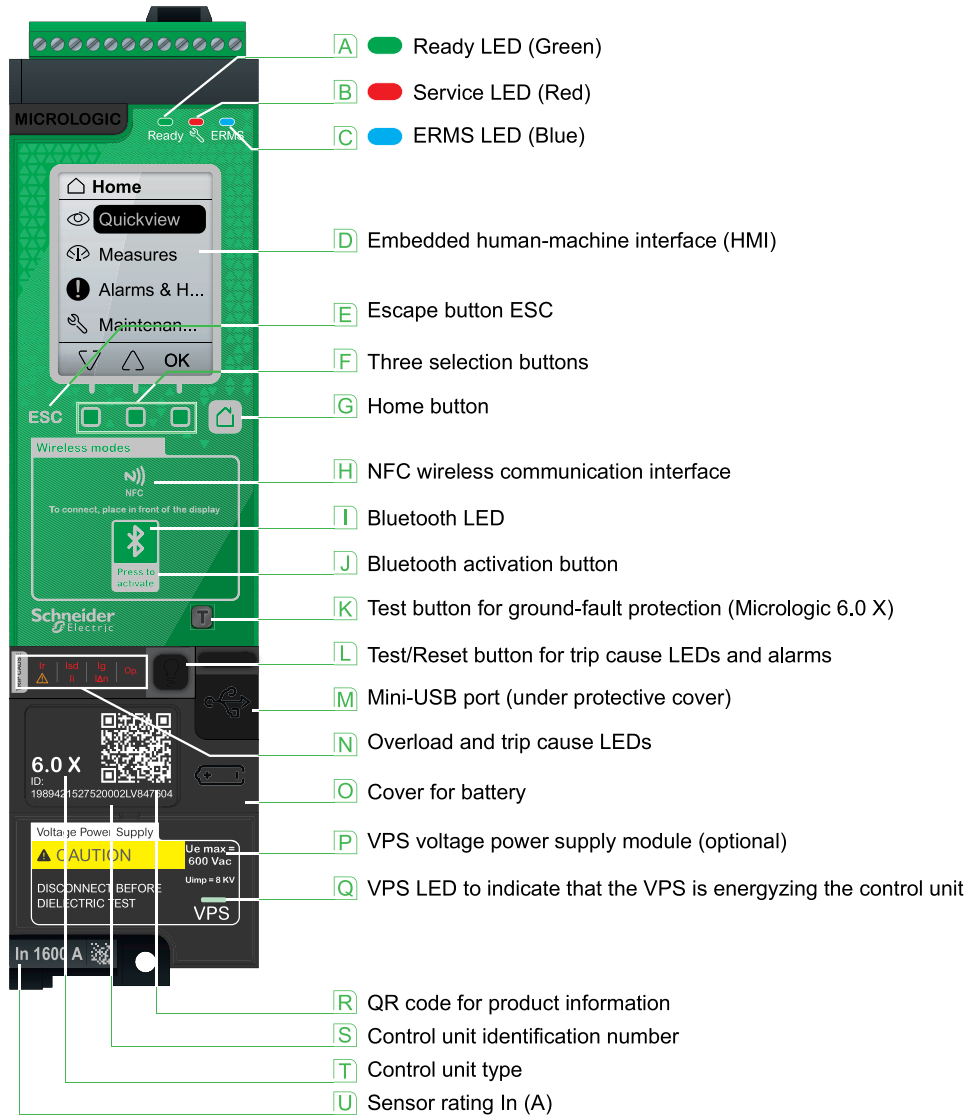 A Ready LED (Green)
B Service LED (Red)
C ERMS LED (Blue)
MICROLOGIC
Ready ERMS
Home
Quickview
Measures
Alarms & H...
Maintenan...
OK
D Embedded human-machine interface (HMI)
E Escape button ESC
F Three selection buttons
G Home button
ESC
Wireless modes
NFC
To connect, place in front of the display
Press to
activate
H NFC wireless communication interface
I Bluetooth LED
J Bluetooth activation button
K Test button for ground-fault protection (Micrologic 6.0 X)
Schneider
Electric
T
L Test/Reset button for trip cause LEDs and alarms
M Mini-USB port (under protective cover)
N Overload and trip cause LEDs
O Cover for battery
Ir Isd Ig Op
Ii IΔn
6.0 X
ID:
1989421527520002LV847604
P VPS voltage power supply module (optional)
Q VPS LED to indicate that the VPS is energyzing the control unit
Voltage Power Supply
CAUTION
Ue max =
600 Vac
DISCONNECT BEFORE
DIELECTRIC TEST
Uimp = 8 KV
VPS
In 1600 A
R QR code for product information
S Control unit identification number
T Control unit type
U Sensor rating In (A)